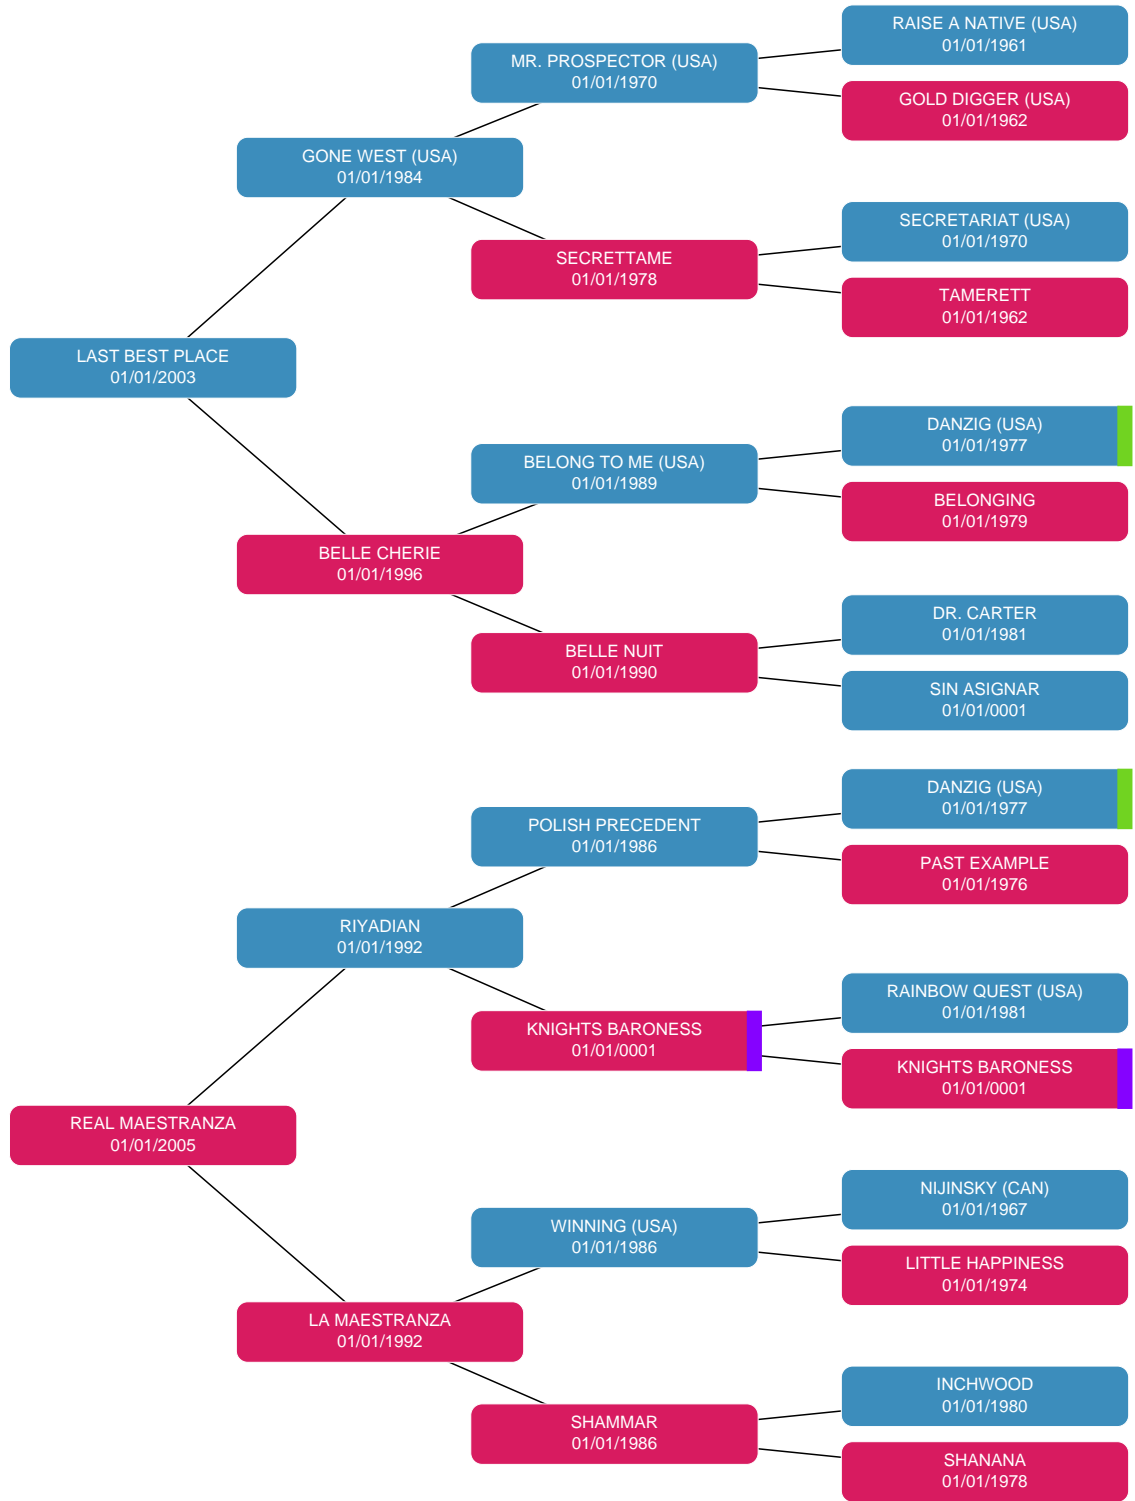 RAISE A NATIVE (USA)
01/01/1961
MR. PROSPECTOR (USA)
01/01/1970
GOLD DIGGER (USA)
01/01/1962
GONE WEST (USA)
01/01/1984
SECRETARIAT (USA)
01/01/1970
SECRETTAME
01/01/1978
TAMERETT
01/01/1962
LAST BEST PLACE
01/01/2003
DANZIG (USA)
01/01/1977
BELONG TO ME (USA)
01/01/1989
BELONGING
01/01/1979
BELLE CHERIE
01/01/1996
DR. CARTER
01/01/1981
BELLE NUIT
01/01/1990
SIN ASIGNAR
01/01/0001
DANZIG (USA)
01/01/1977
POLISH PRECEDENT
01/01/1986
PAST EXAMPLE
01/01/1976
RIYADIAN
01/01/1992
RAINBOW QUEST (USA)
01/01/1981
KNIGHTS BARONESS
01/01/0001
KNIGHTS BARONESS
01/01/0001
REAL MAESTRANZA
01/01/2005
NIJINSKY (CAN)
01/01/1967
WINNING (USA)
01/01/1986
LITTLE HAPPINESS
01/01/1974
LA MAESTRANZA
01/01/1992
INCHWOOD
01/01/1980
SHAMMAR
01/01/1986
SHANANA
01/01/1978